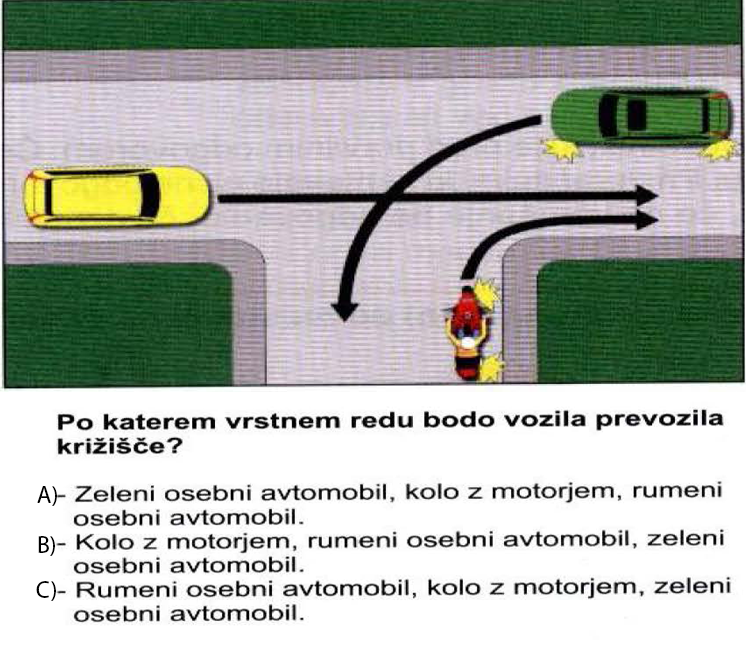 Po katerem vrstnem redu bodo vozila prevozila
križišče?
A)- Zeleni osebni avtomobil, kolo z motorjem, rumeni
osebni avtomobil.
B)- Kolo z motorjem, rumeni osebni avtomobil, zeleni
osebni avtomobil.
C)- Rumeni osebni avtomobil, kolo z motorjem, zeleni
osebni avtomobil.